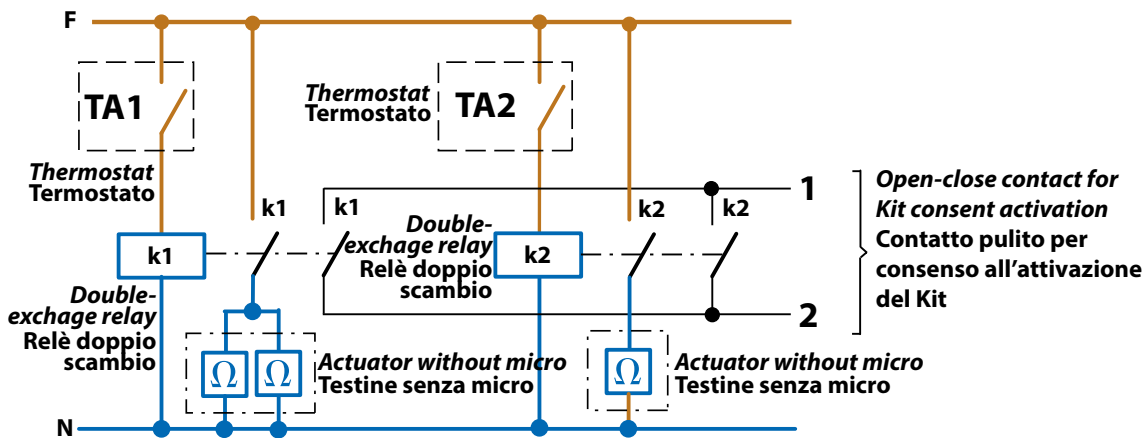 F
TA1
Thermostat
Termostato
Thermostat
Termostato
TA2
k1
k1
k2
k2
1
2
Open-close contact for
Kit consent activation
Contatto pulito per
consenso all'attivazione
del Kit
k1
Double-
exchage relay
Relè doppio
scambio
k2
Double-
exchage relay
Relè doppio
scambio
Ω
Ω
Actuator without micro
Testine senza micro
Ω
Actuator without micro
Testine senza micro
N